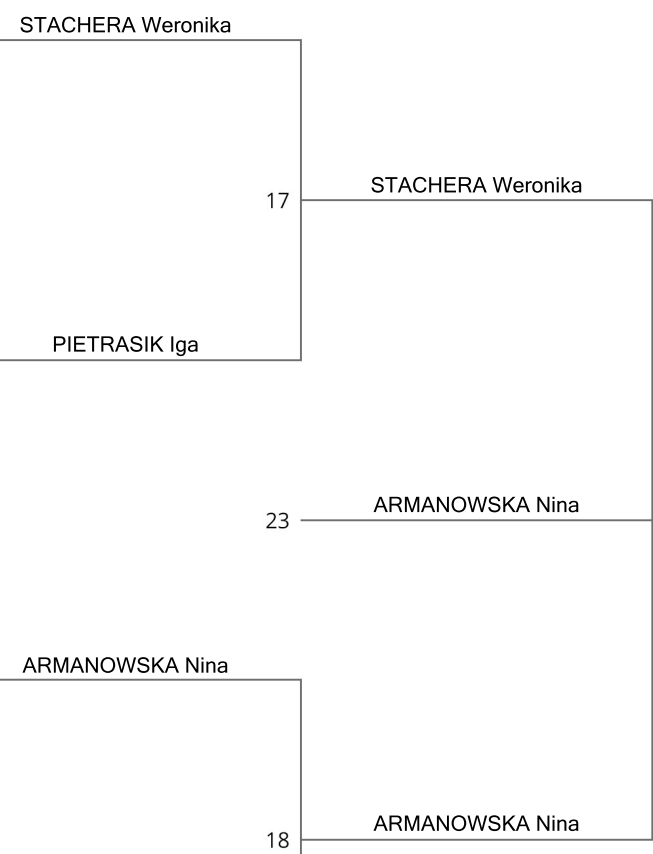 STACHERA Weronika
STACHERA Weronika
17
PIETRASIK Iga
ARMANOWSKA Nina
23
ARMANOWSKA Nina
ARMANOWSKA Nina
18